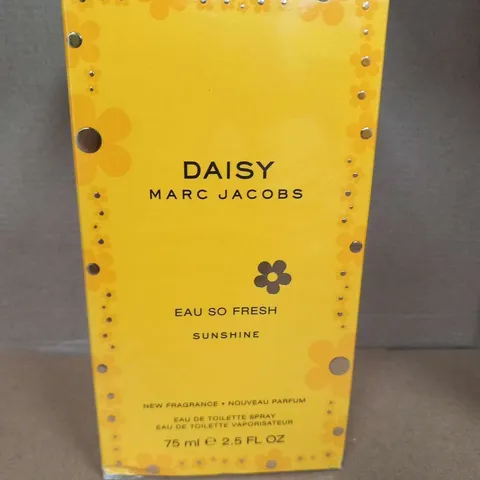 DAISY
MARC JACOBS
EAU SO FRESH
SUNSHINE
NEW FRAGRANCE • NOUVEAU PARFUM
EAU DE TOILETTE SPRAY
EAU DE TOILETTE VAPORISATEUR
75 ml e 2.5 FL OZ